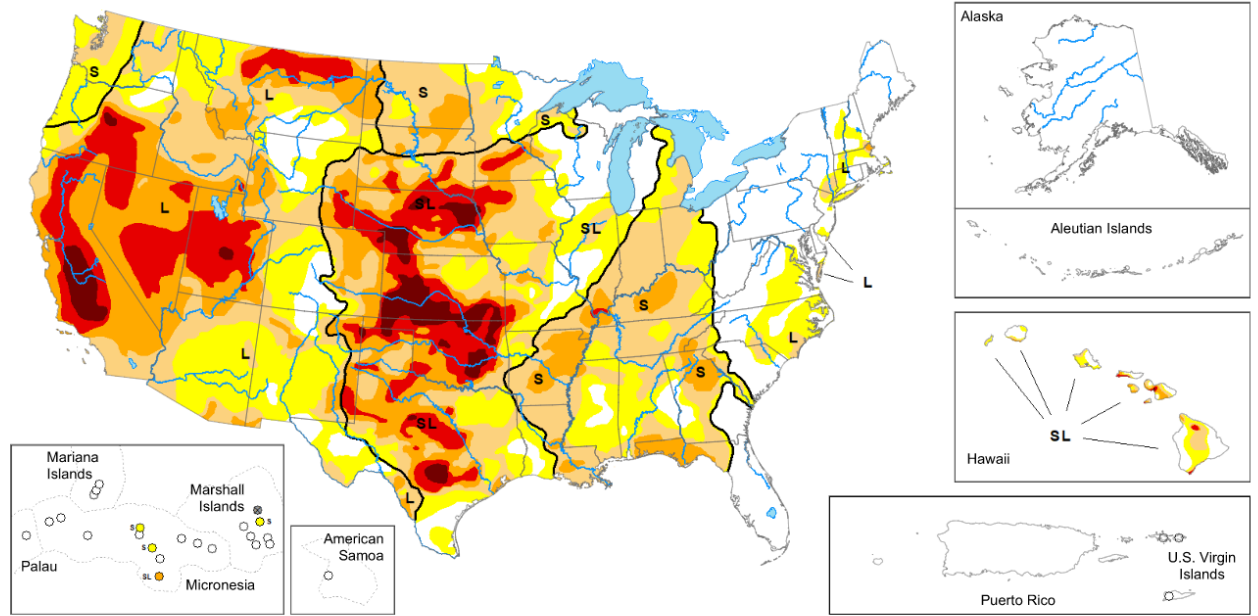 Alaska
Aleutian Islands
S
L
S
S
L
L
SL
SL
S
L
L
L
S
S
S
SL
L
SL
Hawaii
Mariana
Islands
Marshall
Islands
S
S
S
SL
Palau
Micronesia
American
Samoa
U.S. Virgin
Islands
Puerto Rico